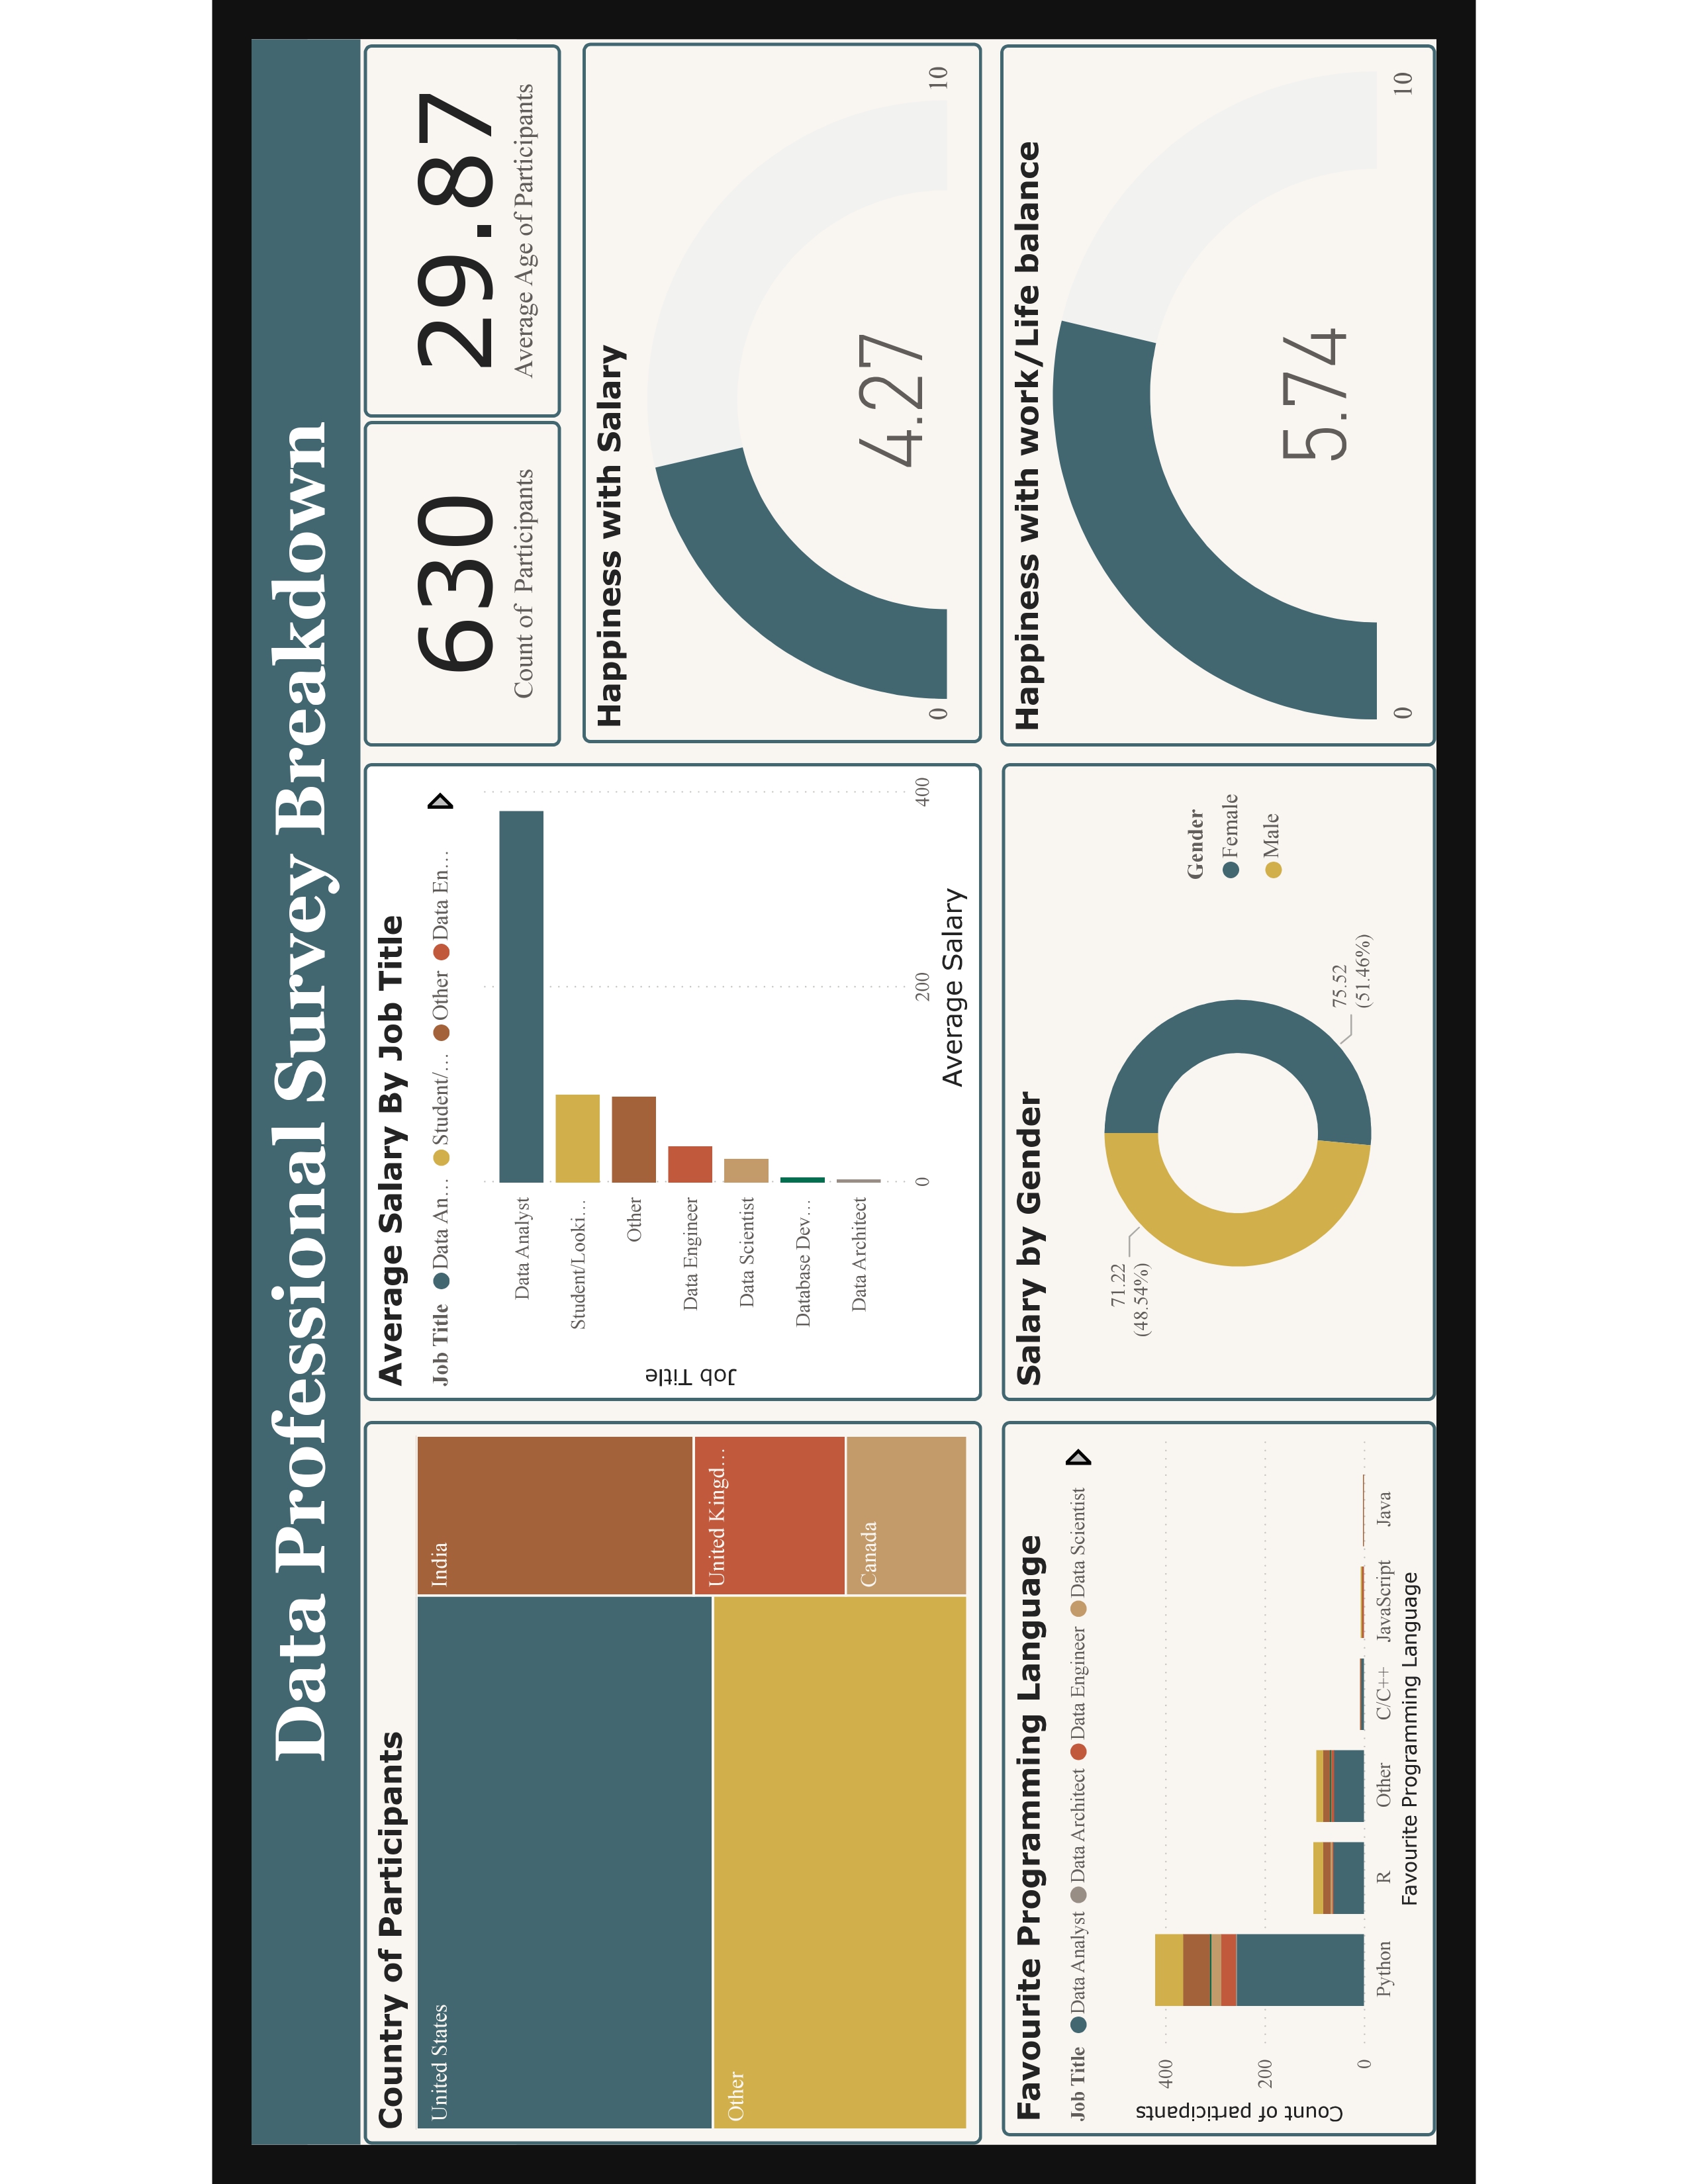 Data Professional Survey Breakdown
Country of Participants
United States
India
Other
United Kingd...
Canada
Average Salary By Job Title
Job Title Data An... Student/... Other Data En...
Job Title
Data Analyst
Student/Looki...
Other
Data Engineer
Data Scientist
Database Dev...
Data Architect
0 200 400
Average Salary
630
Count of Participants
29.87
Average Age of Participants
Happiness with Salary
4.27
0 10
Favourite Programming Language
Job Title Data Analyst Data Architect Data Engineer Data Scientist
Count of participants
400
200
0
Python R Other C/C++ JavaScript Java
Favourite Programming Language
Salary by Gender
71.22
(48.54%)
75.52
(51.46%)
Gender
Female
Male
Happiness with work/Life balance
5.74
0 10